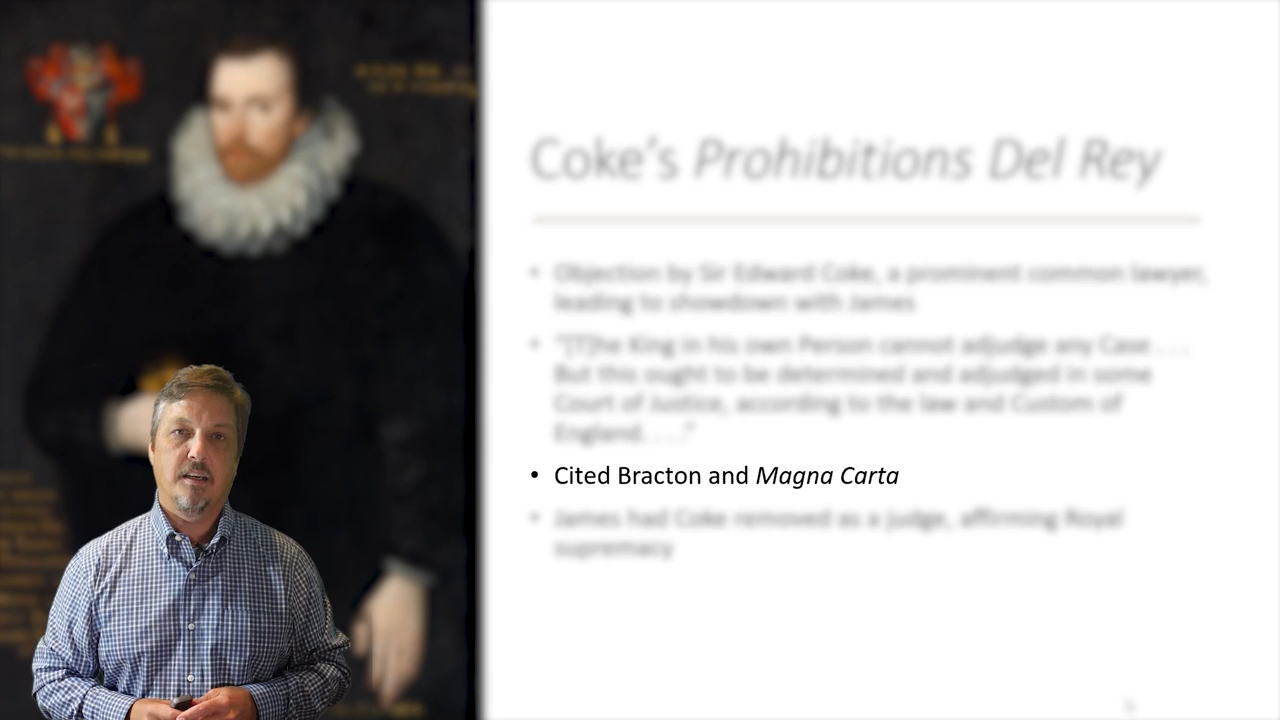 Coke's Prohibitions Del Rey
• Objection by Sir Edward Coke, a prominent common lawyer,
leading to showdown with James
• "[T]he King in his own Person cannot adjudge any Case . . .
But this ought to be determined and adjudged in some
Court of Justice, according to the law and Custom of
England. . . ."
• Cited Bracton and Magna Carta
• James had Coke removed as a judge, affirming Royal
supremacy